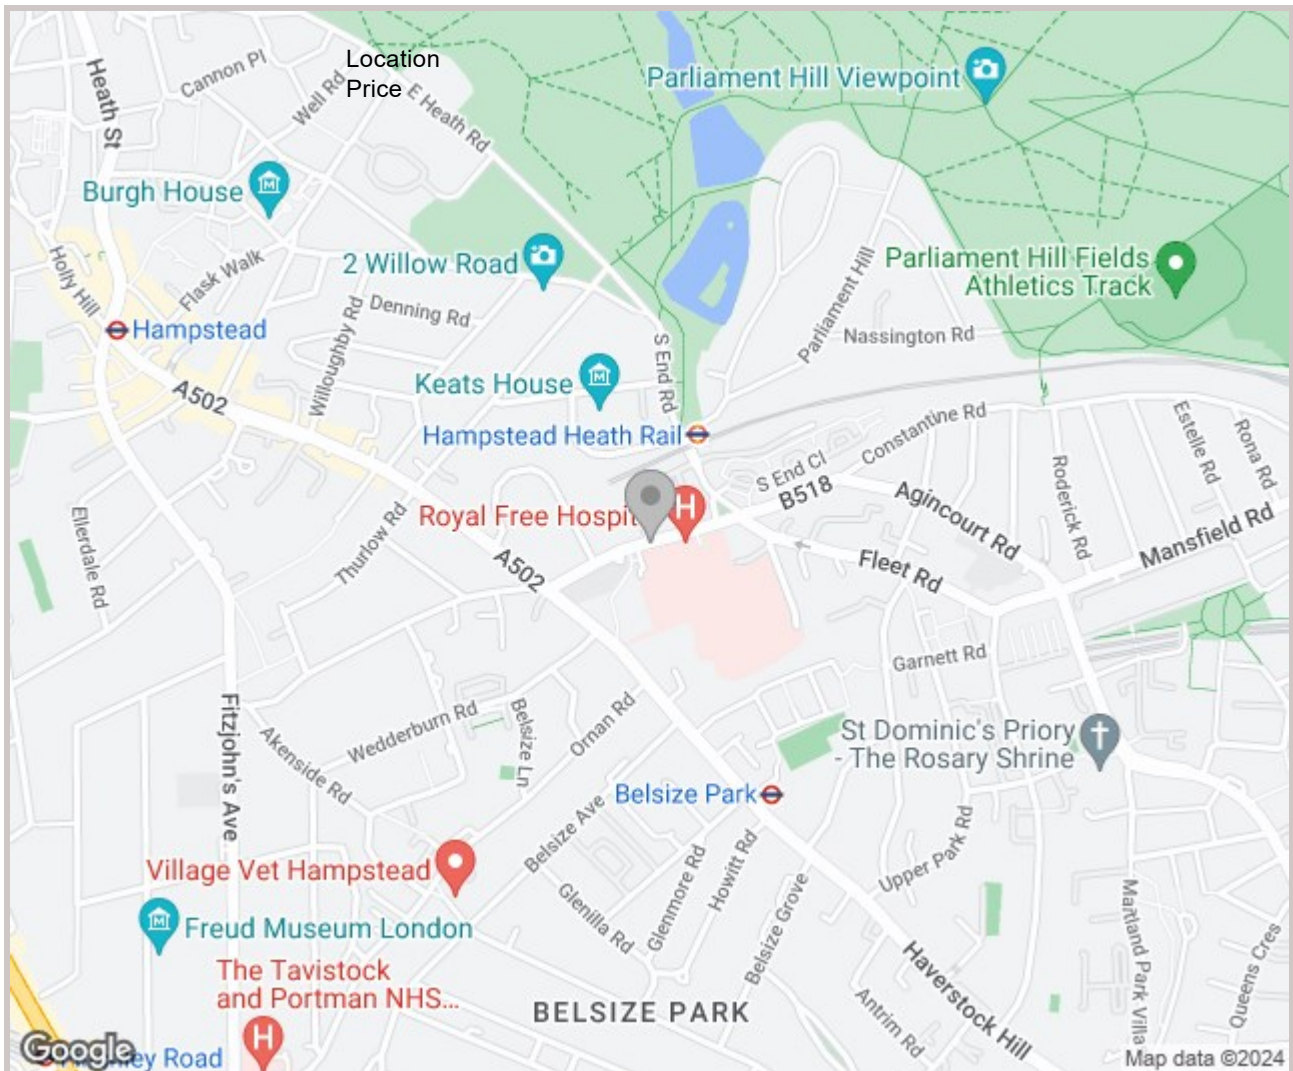 Location
Price
Cannon Pl
Well Rd
E Heath Rd
Heath St
Parliament Hill Viewpoint
Burgh House
Holly Hill
Flask Walk
2 Willow Road
Denning Rd
Willoughby Rd
Parliament Hill
Parliament Hill Fields
Athletics Track
Nassington Rd
Hampstead
A502
S End Rd
Keats House
Hampstead Heath Rail
Constantine Rd
Estelle Rd
Rona Rd
S End Cl
B518
Agincourt Rd
Roderick Rd
Mansfield Rd
Royal Free Hospit
H
Ellerdale Rd
Thurlow Rd
A502
Fleet Rd
Garnett Rd
Fitzjohn's Ave
Akenside Rd
Wedderburn Rd
Belsize Ln
Ornan Rd
St Dominic's Priory
- The Rosary Shrine
Belsize Park
Belsize Ave
Howitt Rd
Glenmore Rd
Upper Park Rd
Village Vet Hampstead
Glenilla Rd
Belsize Grove
Maitland Park Villa
Queens Cres
Freud Museum London
The Tavistock
and Portman NHS...
H
BELSIZE PARK
Haverstock Hill
Antrim Rd
Google
ley Road
Map data ©2024